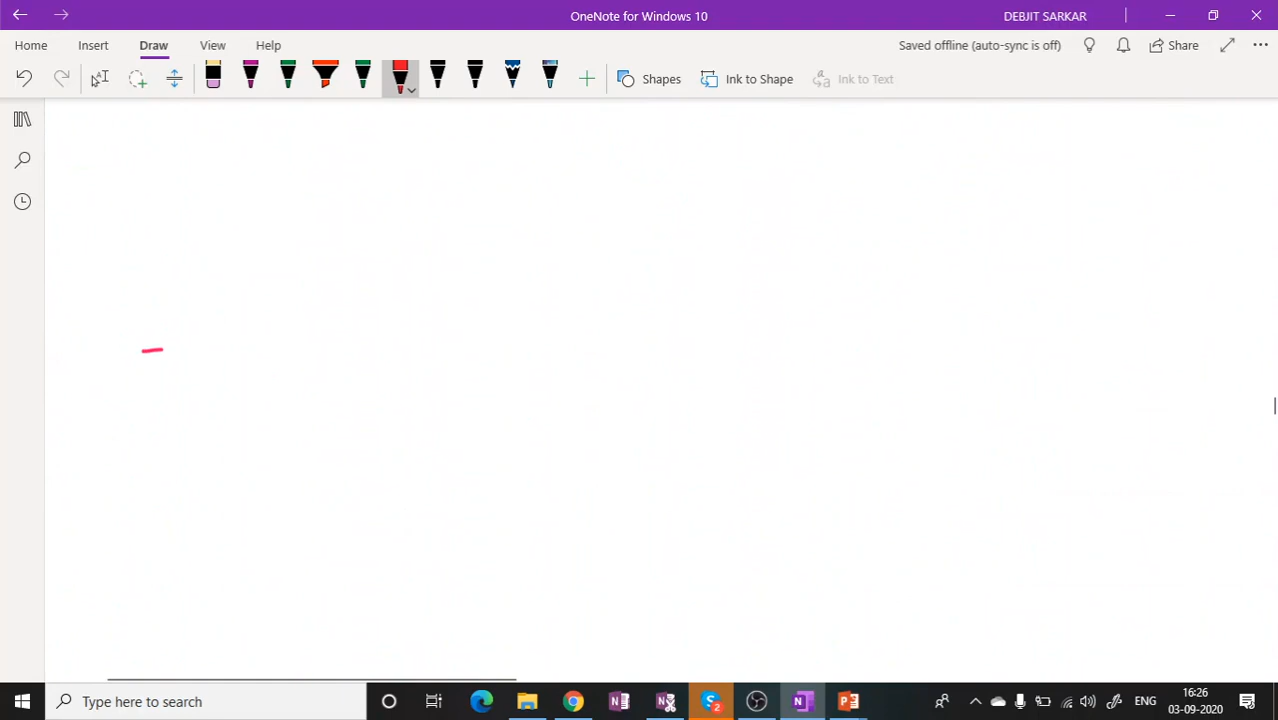 OneNote for Windows 10
DEBJIT SARKAR
Home Insert Draw View Help
Saved offline (auto-sync is off)
Share
Shapes
Ink to Shape
Ink to Text
Type here to search
ENG
16:26
03-09-2020
2